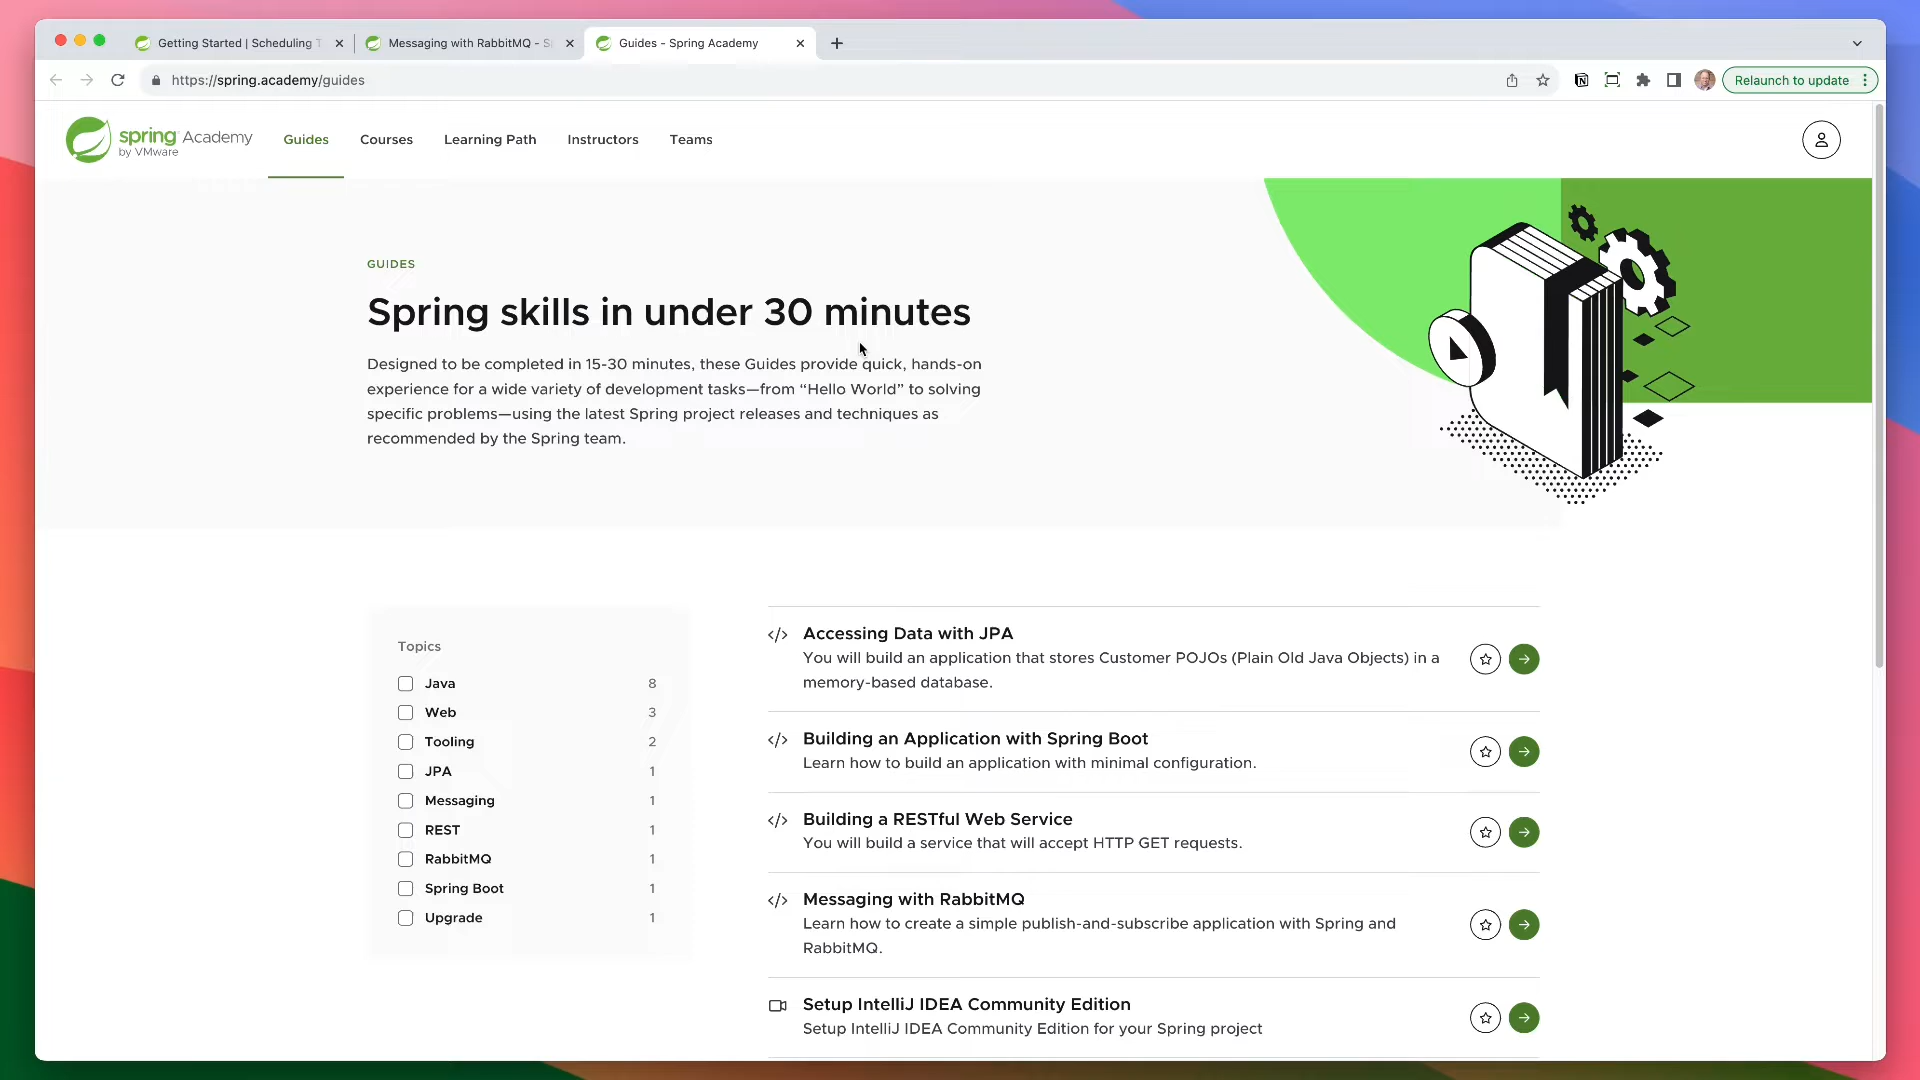 Getting Started | Scheduling T
Messaging with RabbitMQ - S
Guides - Spring Academy
https://spring.academy/guides
Relaunch to update
spring Academy
by VMware
Guides
Courses
Learning Path
Instructors
Teams
GUIDES
Spring skills in under 30 minutes
Designed to be completed in 15-30 minutes, these Guides provide quick, hands-on
experience for a wide variety of development tasks—from “Hello World” to solving
specific problems—using the latest Spring project releases and techniques as
recommended by the Spring team.
Topics
Java 8
Web 3
Tooling 2
JPA 1
Messaging 1
REST 1
RabbitMQ 1
Spring Boot 1
Upgrade 1
</> Accessing Data with JPA
You will build an application that stores Customer POJOs (Plain Old Java Objects) in a
memory-based database.
</> Building an Application with Spring Boot
Learn how to build an application with minimal configuration.
</> Building a RESTful Web Service
You will build a service that will accept HTTP GET requests.
</> Messaging with RabbitMQ
Learn how to create a simple publish-and-subscribe application with Spring and
RabbitMQ.
Setup IntelliJ IDEA Community Edition
Setup IntelliJ IDEA Community Edition for your Spring project